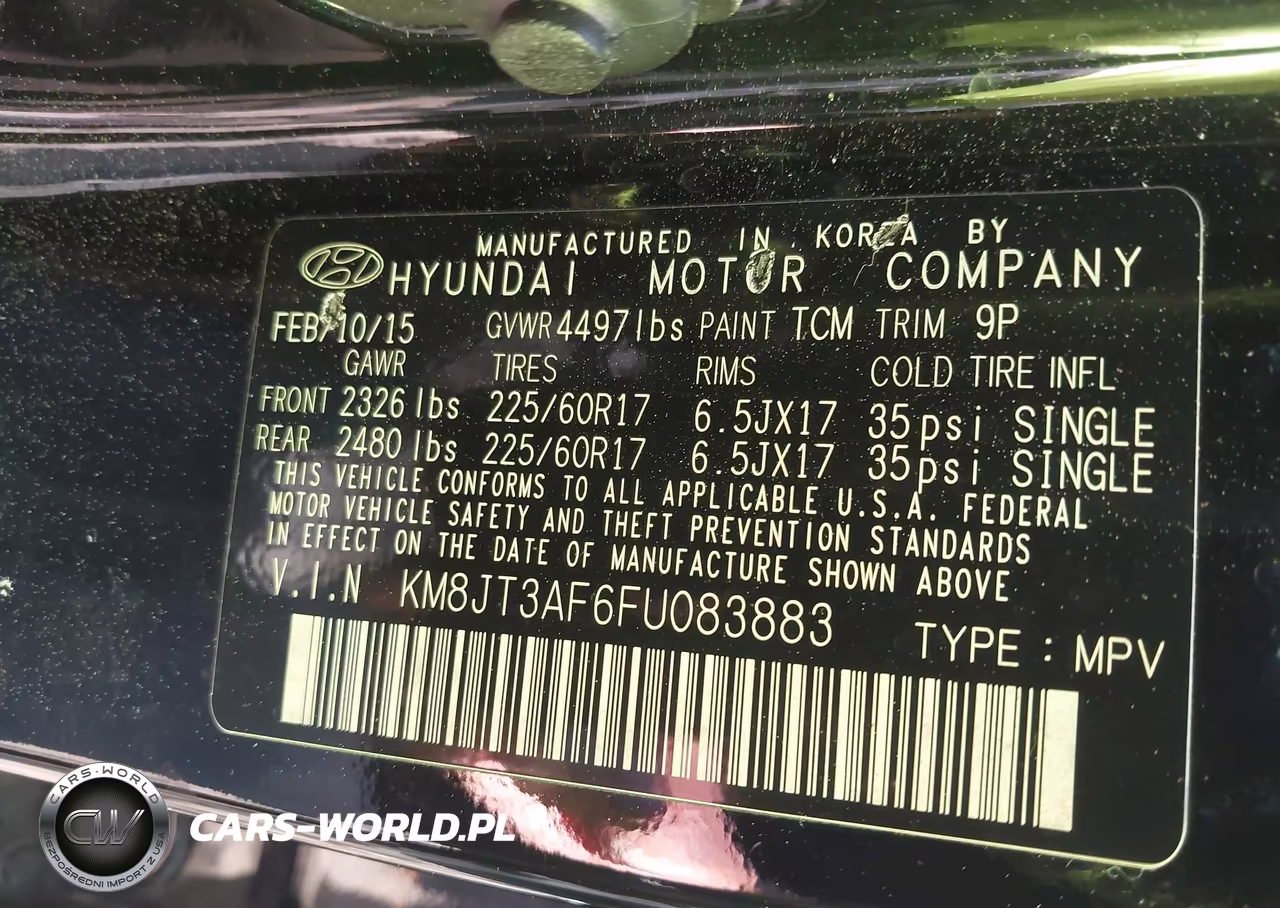 MANUFACTURED IN KOREA BY
HYUNDAI MOTOR COMPANY
FEB/10/15 GVWR 4497lbs PAINT TCM TRIM 9P
GAWR TIRES RIMS COLD TIRE INFL
FRONT 2326 lbs 225/60R17 6.5JX17 35psi SINGLE
REAR 2480 lbs 225/60R17 6.5JX17 35psi SINGLE
THIS VEHICLE CONFORMS TO ALL APPLICABLE U.S.A. FEDERAL
MOTOR VEHICLE SAFETY AND THEFT PREVENTION STANDARDS
IN EFFECT ON THE DATE OF MANUFACTURE SHOWN ABOVE
V.I.N KM8JT3AF6FU083883 TYPE : MPV
CARS-WORLD
CW
BEZPOŚREDNI IMPORT Z USA
CARS-WORLD.PL